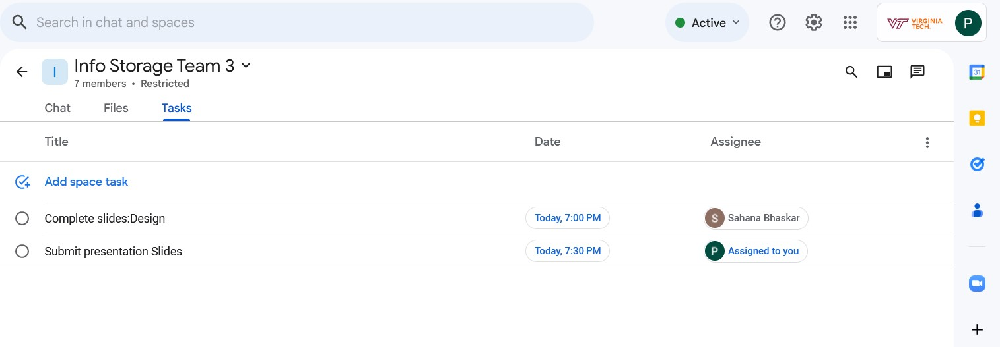 Search in chat and spaces
Active
VT VIRGINIA TECH.
P
I
Info Storage Team 3
7 members • Restricted
Chat Files Tasks
31
Title Date Assignee
Add space task
Complete slides:Design Today, 7:00 PM S Sahana Bhaskar
Submit presentation Slides Today, 7:30 PM P Assigned to you